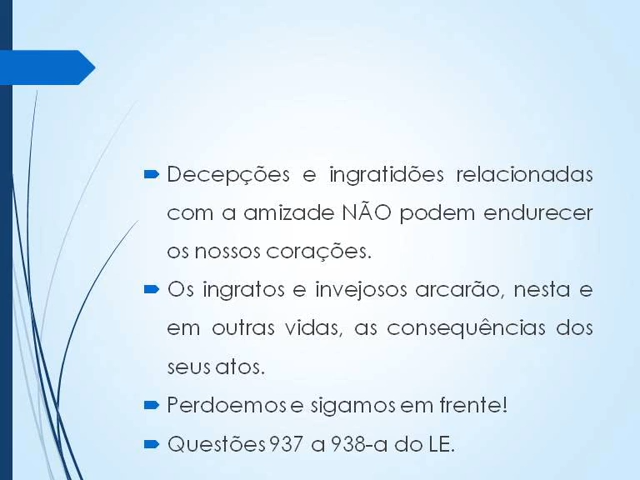 Decepções e ingratidões relacionadas
com a amizade NÃO podem endurecer
os nossos corações.
Os ingratos e invejosos arcarão, nesta e
em outras vidas, as consequências dos
seus atos.
Perdoemos e sigamos em frente!
Questões 937 a 938-a do LE.